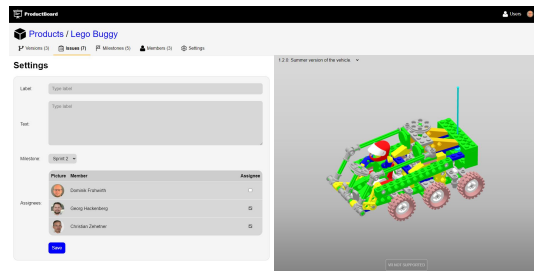 ProductBoard
Users
Products / Lego Buggy
Versions (3) Issues (7) Milestones (5) Members (3) Settings
Settings
1.2.0: Summer version of the vehicle.
Label: Type label
Text: Type label
Milestone: Sprint 2
Assignees:
Picture Member Assignee
Dominik Fruhwirth
Georg Hackenberg
Christian Zehetner
Save